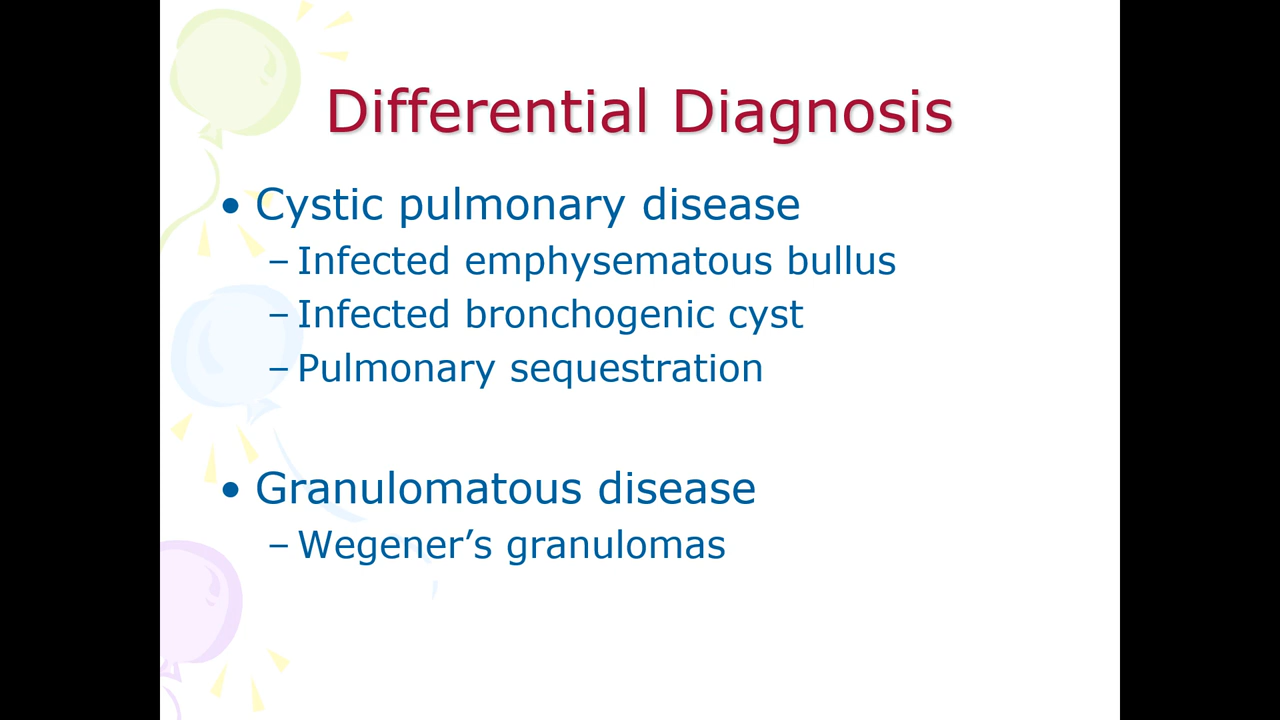 Differential Diagnosis
• Cystic pulmonary disease
– Infected emphysematous bullus
– Infected bronchogenic cyst
– Pulmonary sequestration
• Granulomatous disease
– Wegener’s granulomas